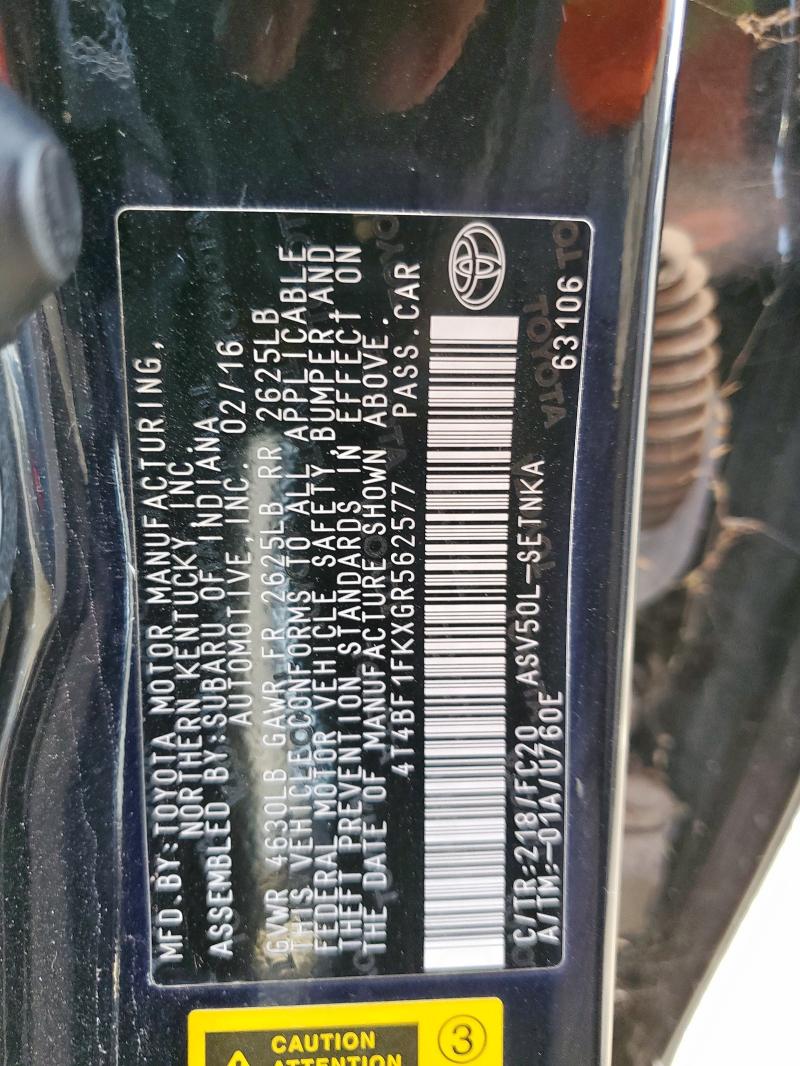 MFD.BY:TOYOTA MOTOR MANUFACTURING,
NORTHERN KENTUCKY INC.
ASSEMBLED BY:SUBARU OF INDIANA
AUTOMOTIVE,INC. 02/16
GVWR 4630LB GAWR FR 2625LB RR 2625LB
THIS VEHICLE CONFORMS TO ALL APPLICABLE
FEDERAL MOTOR VEHICLE SAFETY, BUMPER,AND
THEFT PREVENTION STANDARDS IN EFFECT ON
THE DATE OF MANUFACTURE SHOWN ABOVE.
4T4BF1FKXGR562577 PASS.CAR
C/TR:218/FC20 ASV50L-SETNKA
A/TM:-01A/U760E 63106
TOYOTA
CAUTION
ATTENTION
3